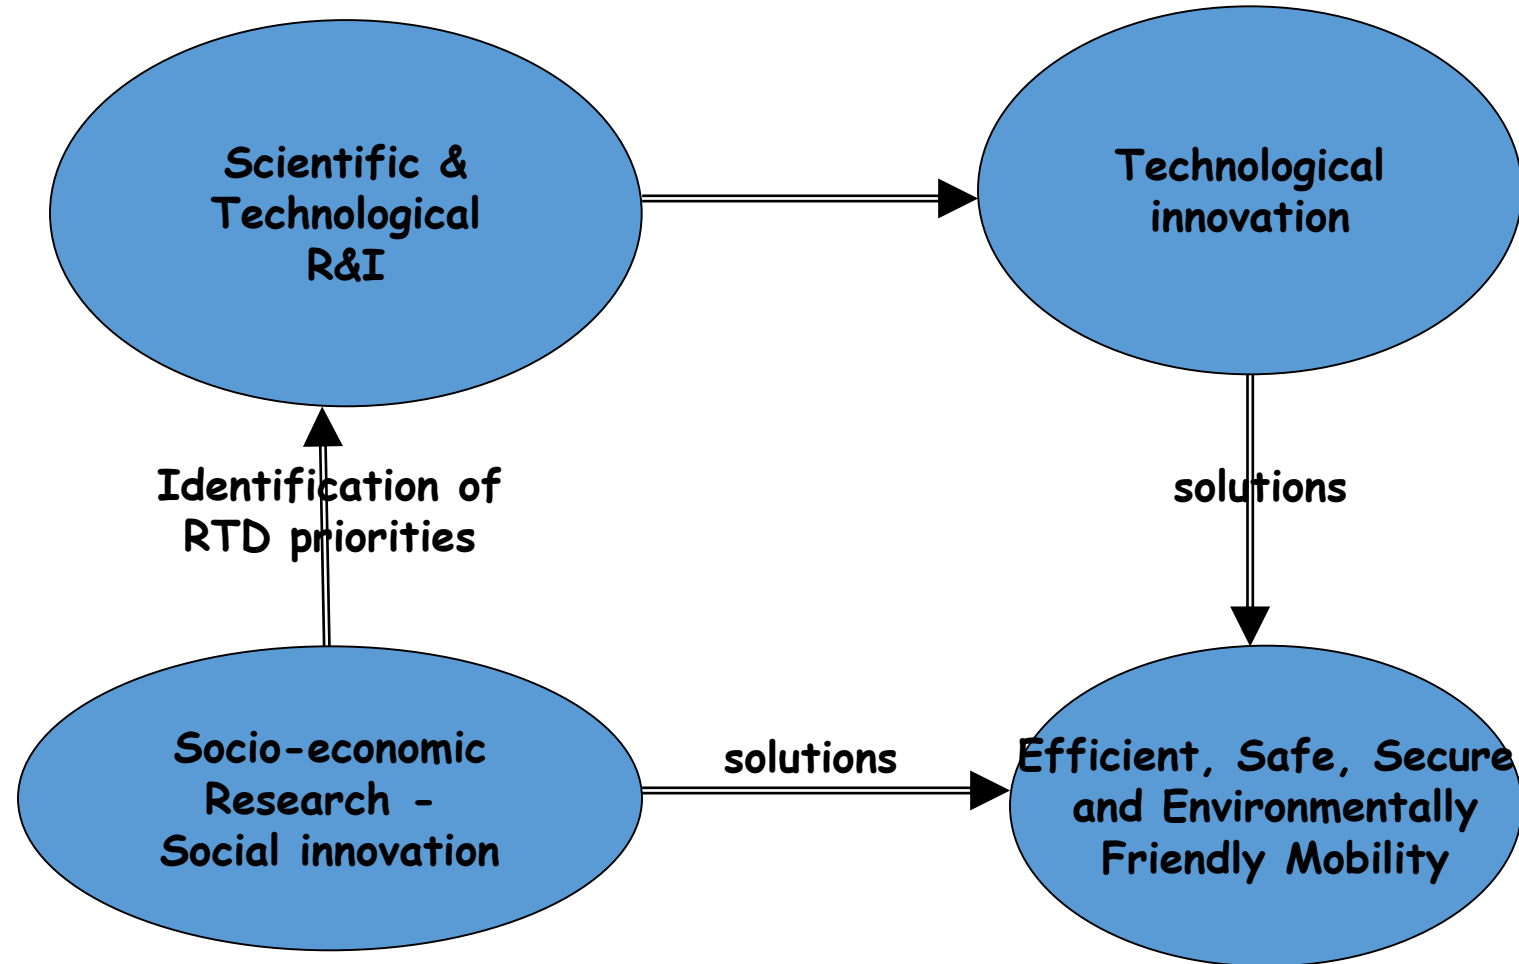 Scientific &
Technological
R&I
Technological
innovation
Identification of
RTD priorities
solutions
Socio-economic
Research -
Social innovation
solutions
Efficient, Safe, Secure
and Environmentally
Friendly Mobility